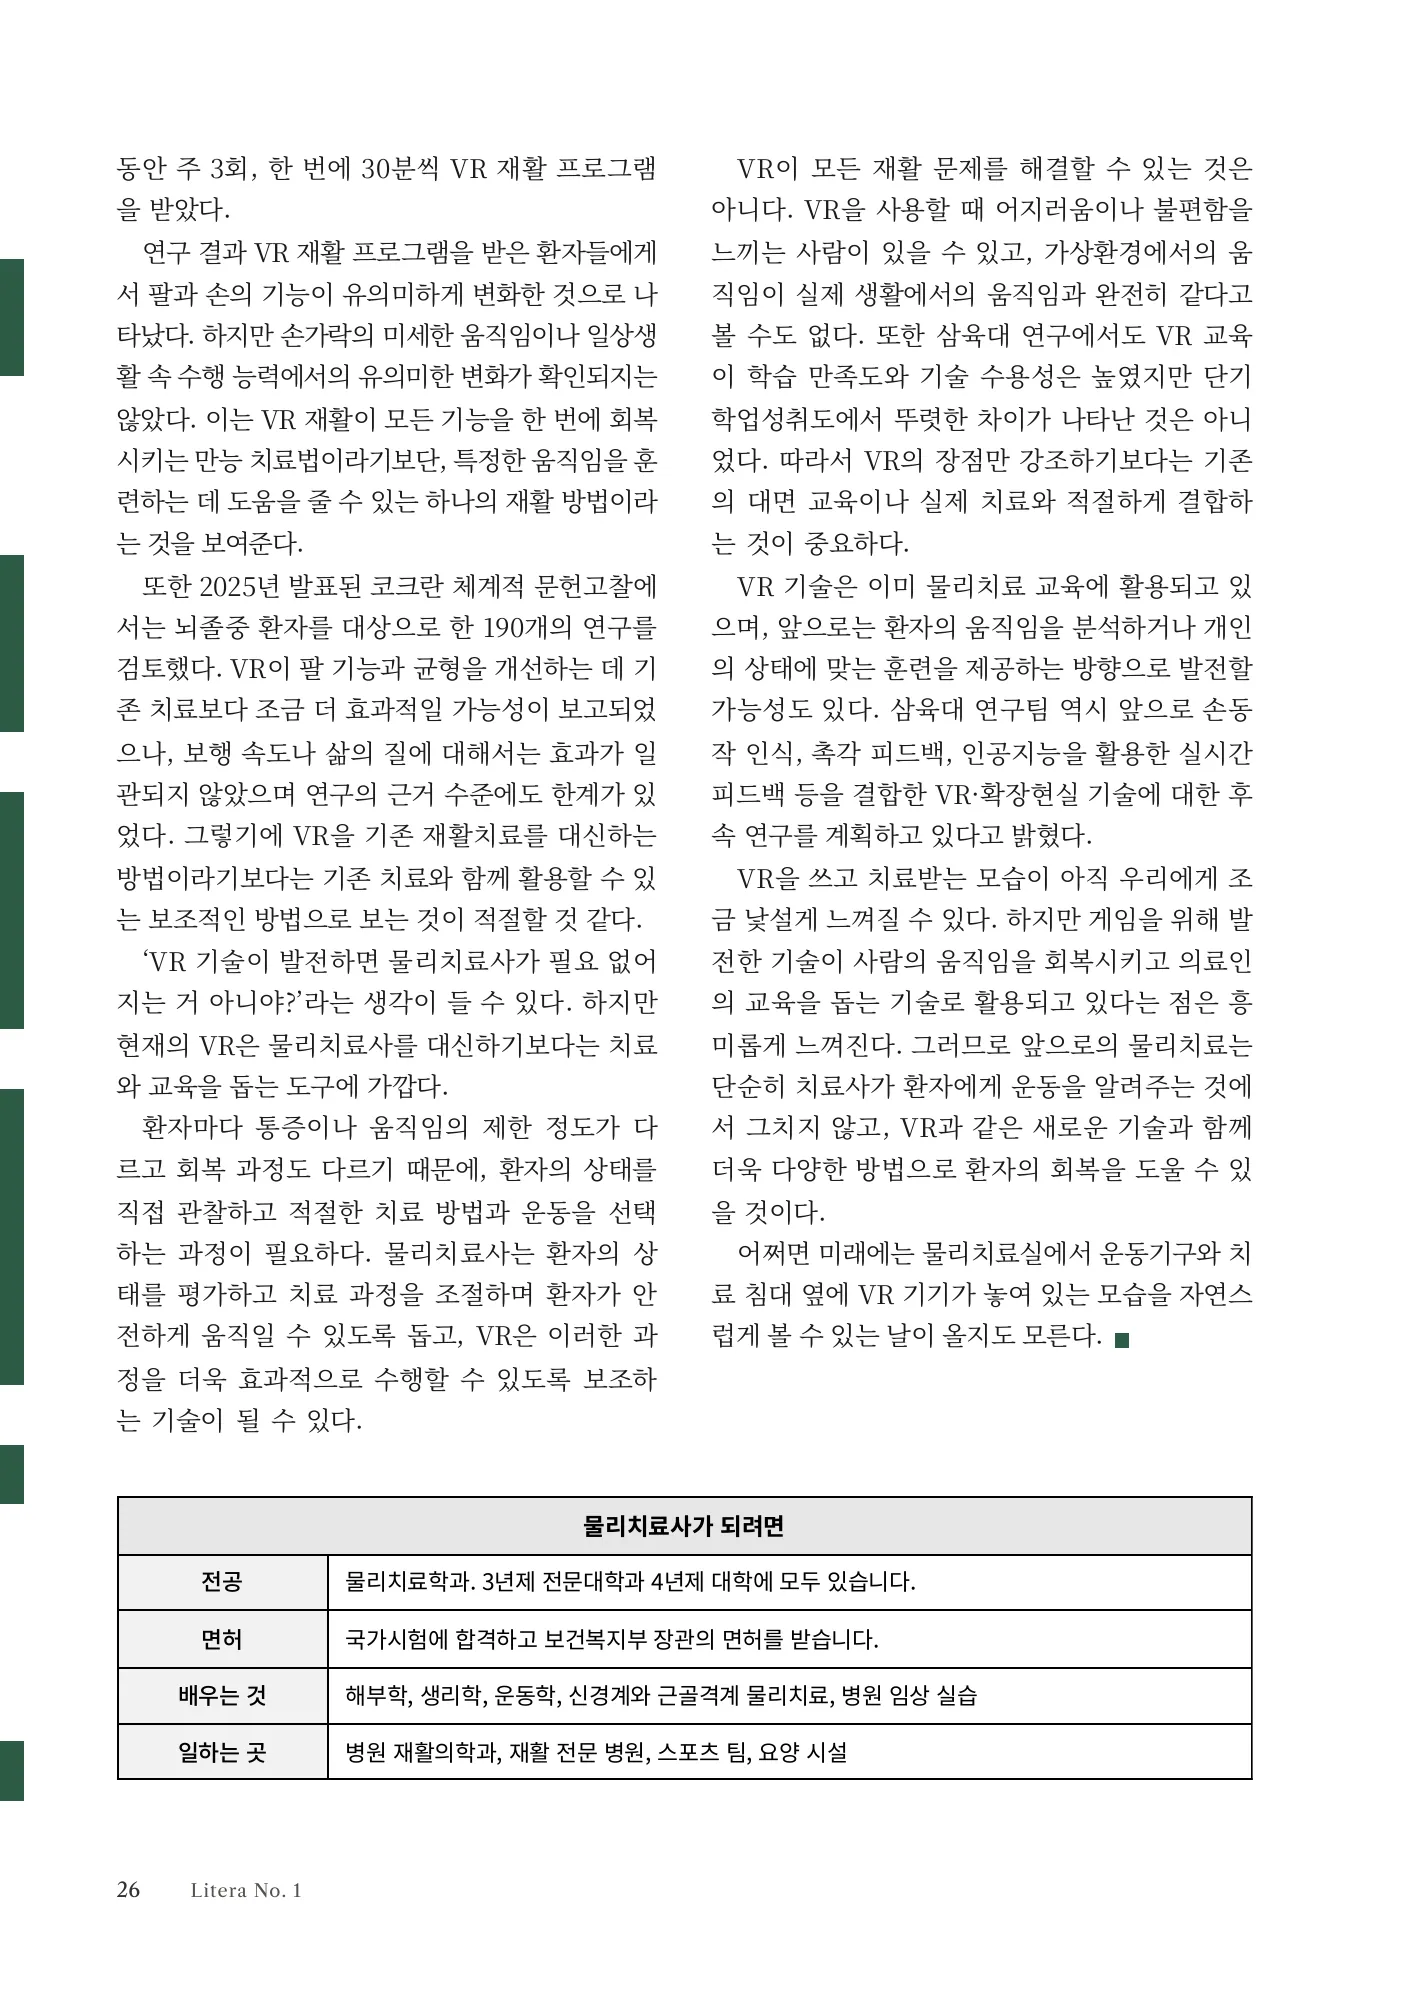 동안 주 3회, 한 번에 30분씩 VR 재활 프로그램
을 받았다.
연구 결과 VR 재활 프로그램을 받은 환자들에게
서 팔과 손의 기능이 유의미하게 변화한 것으로 나
타났다. 하지만 손가락의 미세한 움직임이나 일상생
활 속 수행 능력에서의 유의미한 변화가 확인되지는
않았다. 이는 VR 재활이 모든 기능을 한 번에 회복
시키는 만능 치료법이라기보단, 특정한 움직임을 훈
련하는 데 도움을 줄 수 있는 하나의 재활 방법이라
는 것을 보여준다.
또한 2025년 발표된 코크란 체계적 문헌고찰에
서는 뇌졸중 환자를 대상으로 한 190개의 연구를
검토했다. VR이 팔 기능과 균형을 개선하는 데 기
존 치료보다 조금 더 효과적일 가능성이 보고되었
으나, 보행 속도나 삶의 질에 대해서는 효과가 일
관되지 않았으며 연구의 근거 수준에도 한계가 있
었다. 그렇기에 VR을 기존 재활치료를 대신하는
방법이라기보다는 기존 치료와 함께 활용할 수 있
는 보조적인 방법으로 보는 것이 적절할 것 같다.
‘VR 기술이 발전하면 물리치료사가 필요 없어
지는 거 아니야?’라는 생각이 들 수 있다. 하지만
현재의 VR은 물리치료사를 대신하기보다는 치료
와 교육을 돕는 도구에 가깝다.
환자마다 통증이나 움직임의 제한 정도가 다
르고 회복 과정도 다르기 때문에, 환자의 상태를
직접 관찰하고 적절한 치료 방법과 운동을 선택
하는 과정이 필요하다. 물리치료사는 환자의 상
태를 평가하고 치료 과정을 조절하며 환자가 안
전하게 움직일 수 있도록 돕고, VR은 이러한 과
정을 더욱 효과적으로 수행할 수 있도록 보조하
는 기술이 될 수 있다.
VR이 모든 재활 문제를 해결할 수 있는 것은
아니다. VR을 사용할 때 어지러움이나 불편함을
느끼는 사람이 있을 수 있고, 가상환경에서의 움
직임이 실제 생활에서의 움직임과 완전히 같다고
볼 수도 없다. 또한 삼육대 연구에서도 VR 교육
이 학습 만족도와 기술 수용성은 높였지만 단기
학업성취도에서 뚜렷한 차이가 나타난 것은 아니
었다. 따라서 VR의 장점만 강조하기보다는 기존
의 대면 교육이나 실제 치료와 적절하게 결합하
는 것이 중요하다.
VR 기술은 이미 물리치료 교육에 활용되고 있
으며, 앞으로는 환자의 움직임을 분석하거나 개인
의 상태에 맞는 훈련을 제공하는 방향으로 발전할
가능성도 있다. 삼육대 연구팀 역시 앞으로 손동
작 인식, 촉각 피드백, 인공지능을 활용한 실시간
피드백 등을 결합한 VR·확장현실 기술에 대한 후
속 연구를 계획하고 있다고 밝혔다.
VR을 쓰고 치료받는 모습이 아직 우리에게 조
금 낯설게 느껴질 수 있다. 하지만 게임을 위해 발
전한 기술이 사람의 움직임을 회복시키고 의료인
의 교육을 돕는 기술로 활용되고 있다는 점은 흥
미롭게 느껴진다. 그러므로 앞으로의 물리치료는
단순히 치료사가 환자에게 운동을 알려주는 것에
서 그치지 않고, VR과 같은 새로운 기술과 함께
더욱 다양한 방법으로 환자의 회복을 도울 수 있
을 것이다.
어쩌면 미래에는 물리치료실에서 운동기구와 치
료 침대 옆에 VR 기기가 놓여 있는 모습을 자연스
럽게 볼 수 있는 날이 올지도 모른다.
물리치료사가 되려면
전공 물리치료학과. 3년제 전문대학과 4년제 대학에 모두 있습니다.
면허 국가시험에 합격하고 보건복지부 장관의 면허를 받습니다.
배우는 것 해부학, 생리학, 운동학, 신경계와 근골격계 물리치료, 병원 임상 실습
일하는 곳 병원 재활의학과, 재활 전문 병원, 스포츠 팀, 요양 시설
26 Litera No. 1